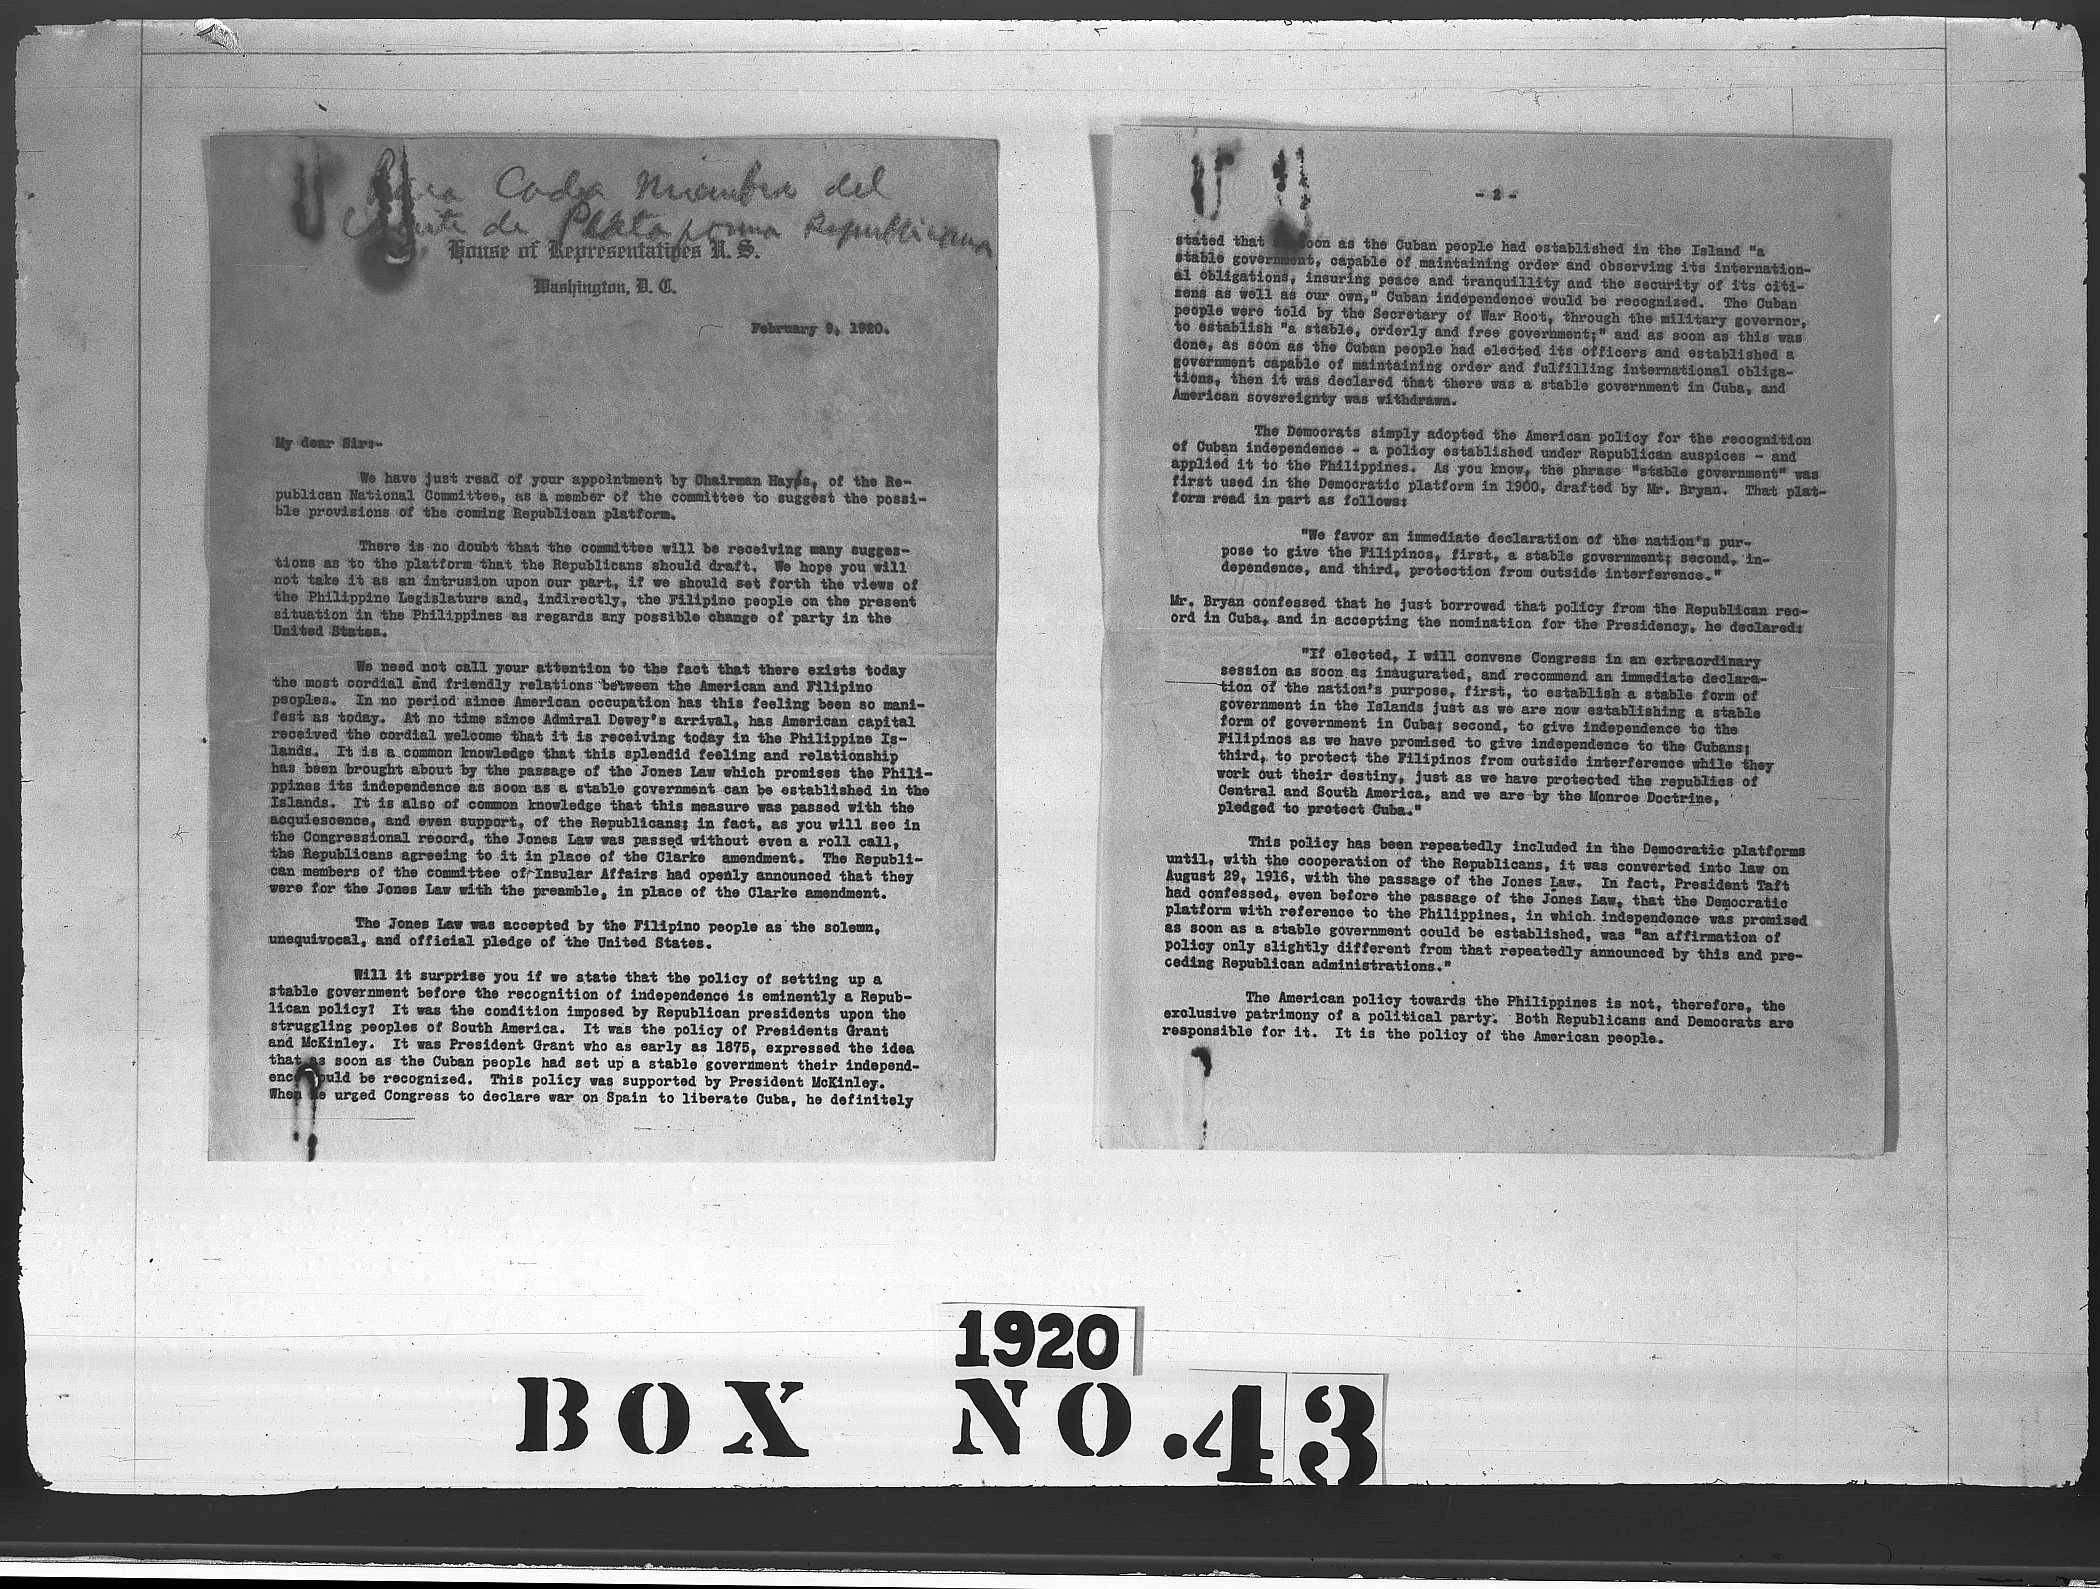 Para Cada Miembro del
Comite de Plataforma Republicana
House of Representatives U. S.
Washington, D. C.
February 9, 1920.
My dear Sir:-
We have just read of your appointment by Chairman Hays, of the Re-
publican National Committee, as a member of the committee to suggest the possi-
ble provisions of the coming Republican platform.
There is no doubt that the committee will be receiving many sugges-
tions as to the platform that the Republicans should draft. We hope you will
not take it as an intrusion upon our part, if we should set forth the views of
the Philippine Legislature and, indirectly, the Filipino people on the present
situation in the Philippines as regards any possible change of party in the
United States.
We need not call your attention to the fact that there exists today
the most cordial and friendly relations between the American and Filipino
peoples. In no period since American occupation has this feeling been so mani-
fest as today. At no time since Admiral Dewey's arrival, has American capital
received the cordial welcome that it is receiving today in the Philippine Is-
lands. It is a common knowledge that this splendid feeling and relationship
has been brought about by the passage of the Jones Law which promises the Phili-
ppines its independence as soon as a stable government can be established in the
Islands. It is also of common knowledge that this measure was passed with the
acquiescence, and even support, of the Republicans; in fact, as you will see in
the Congressional record, the Jones Law was passed without even a roll call,
the Republicans agreeing to it in place of the Clarke amendment. The Republi-
can members of the committee of Insular Affairs had openly announced that they
were for the Jones Law with the preamble, in place of the Clarke amendment.
The Jones Law was accepted by the Filipino people as the solemn,
unequivocal, and official pledge of the United States.
Will it surprise you if we state that the policy of setting up a
stable government before the recognition of independence is eminently a Repub-
lican policy? It was the condition imposed by Republican presidents upon the
struggling peoples of South America. It was the policy of Presidents Grant
and McKinley. It was President Grant who as early as 1875, expressed the idea
that as soon as the Cuban people had set up a stable government their independ-
ence would be recognized. This policy was supported by President McKinley.
When he urged Congress to declare war on Spain to liberate Cuba, he definitely
- 2 -
stated that as soon as the Cuban people had established in the Island "a
stable government, capable of maintaining order and observing its internation-
al obligations, insuring peace and tranquillity and the security of its citi-
zens as well as our own," Cuban independence would be recognized. The Cuban
people were told by the Secretary of War Root, through the military governor,
to establish "a stable, orderly and free government;" and as soon as this was
done, as soon as the Cuban people had elected its officers and established a
government capable of maintaining order and fulfilling international obliga-
tions, then it was declared that there was a stable government in Cuba, and
American sovereignty was withdrawn.
The Democrats simply adopted the American policy for the recognition
of Cuban independence - a policy established under Republican auspices - and
applied it to the Philippines. As you know, the phrase "stable government" was
first used in the Democratic platform in 1900, drafted by Mr. Bryan. That plat-
form read in part as follows:
"We favor an immediate declaration of the nation's pur-
pose to give the Filipinos, first, a stable government; second, in-
dependence, and third, protection from outside interference."
Mr. Bryan confessed that he just borrowed that policy from the Republican rec-
ord in Cuba, and in accepting the nomination for the Presidency, he declared:
"If elected, I will convene Congress in an extraordinary
session as soon as inaugurated, and recommend an immediate declara-
tion of the nation's purpose, first, to establish a stable form of
government in the Islands just as we are now establishing a stable
form of government in Cuba; second, to give independence to the
Filipinos as we have promised to give independence to the Cubans;
third, to protect the Filipinos from outside interference while they
work out their destiny, just as we have protected the republics of
Central and South America, and we are by the Monroe Doctrine,
pledged to protect Cuba."
This policy has been repeatedly included in the Democratic platforms
until, with the cooperation of the Republicans, it was converted into law on
August 29, 1916, with the passage of the Jones Law. In fact, President Taft
had confessed, even before the passage of the Jones Law, that the Democratic
platform with reference to the Philippines, in which independence was promised
as soon as a stable government could be established, was "an affirmation of
policy only slightly different from that repeatedly announced by this and pre-
ceding Republican administrations."
The American policy towards the Philippines is not, therefore, the
exclusive patrimony of a political party. Both Republicans and Democrats are
responsible for it. It is the policy of the American people.
1920
BOX NO.43